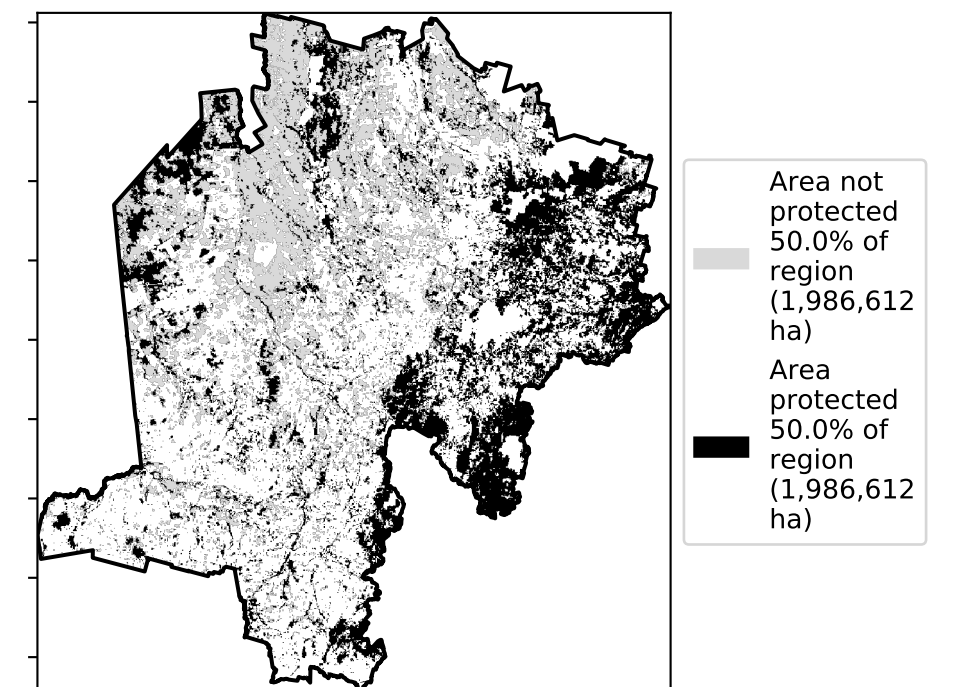 Area not
protected
50.0% of
region
(1,986,612
ha)
Area
protected
50.0% of
region
(1,986,612
ha)